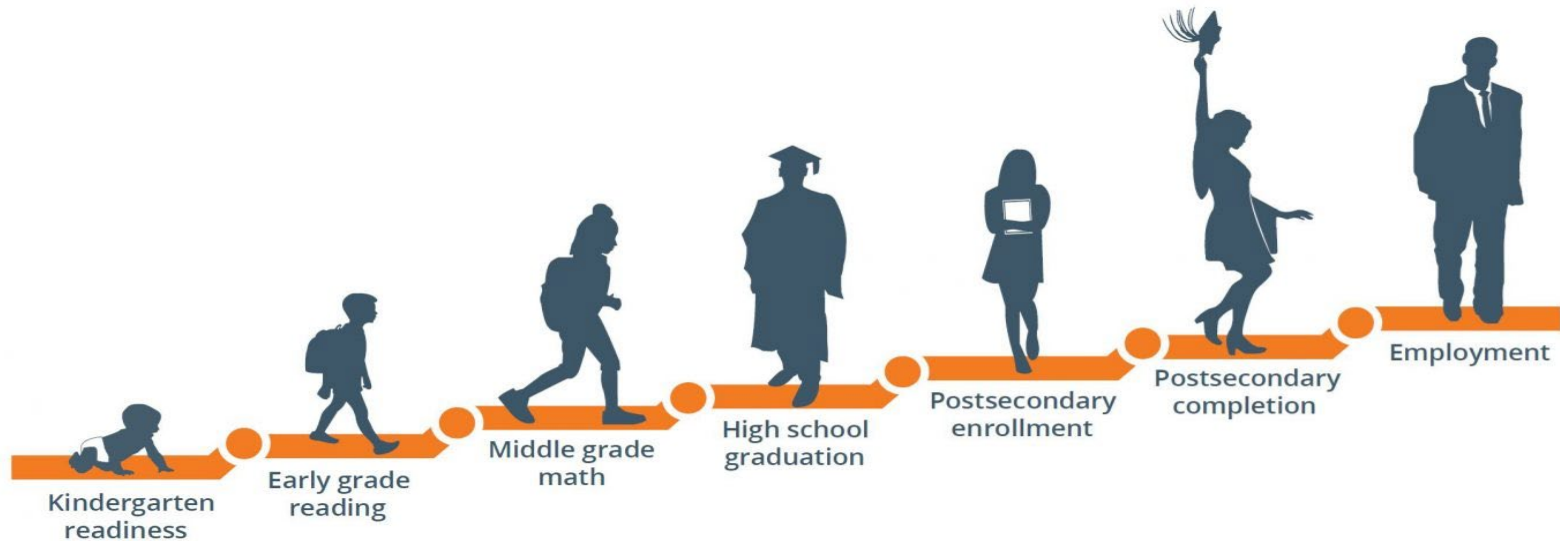 Kindergarten
readiness
Early grade
reading
Middle grade
math
High school
graduation
Postsecondary
enrollment
Postsecondary
completion
Employment